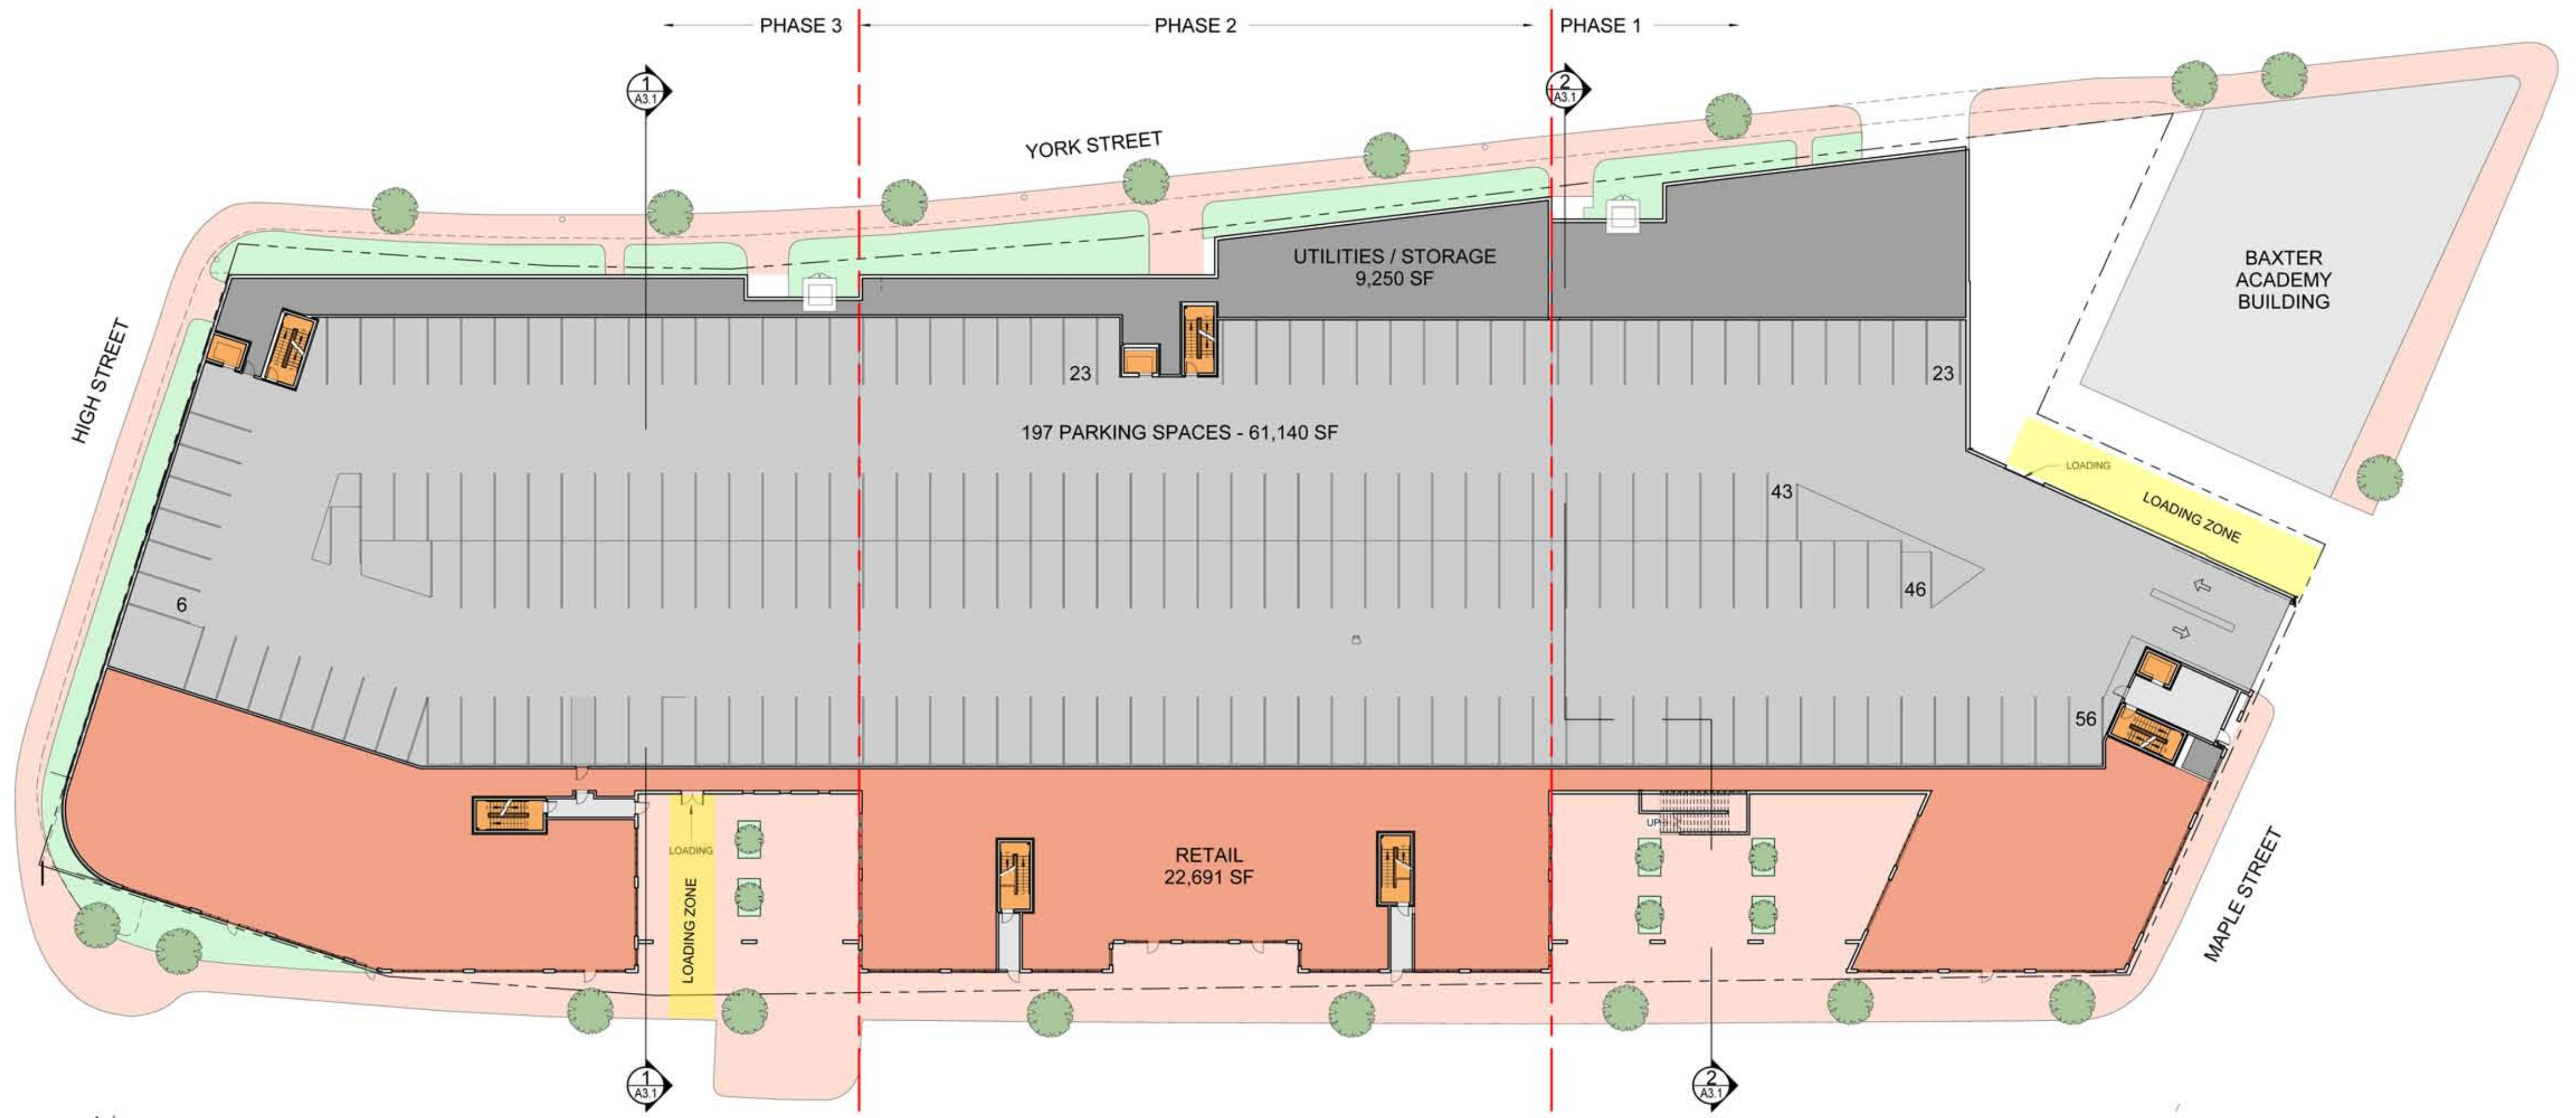 PHASE 3
PHASE 2
PHASE 1
1
A3.1
2
A3.1
YORK STREET
UTILITIES / STORAGE
9,250 SF
BAXTER
ACADEMY
BUILDING
HIGH STREET
23
23
197 PARKING SPACES - 61,140 SF
LOADING
43
LOADING ZONE
46
6
56
UP
LOADING
RETAIL
22,691 SF
LOADING ZONE
MAPLE STREET
1
A3.1
2
A3.1